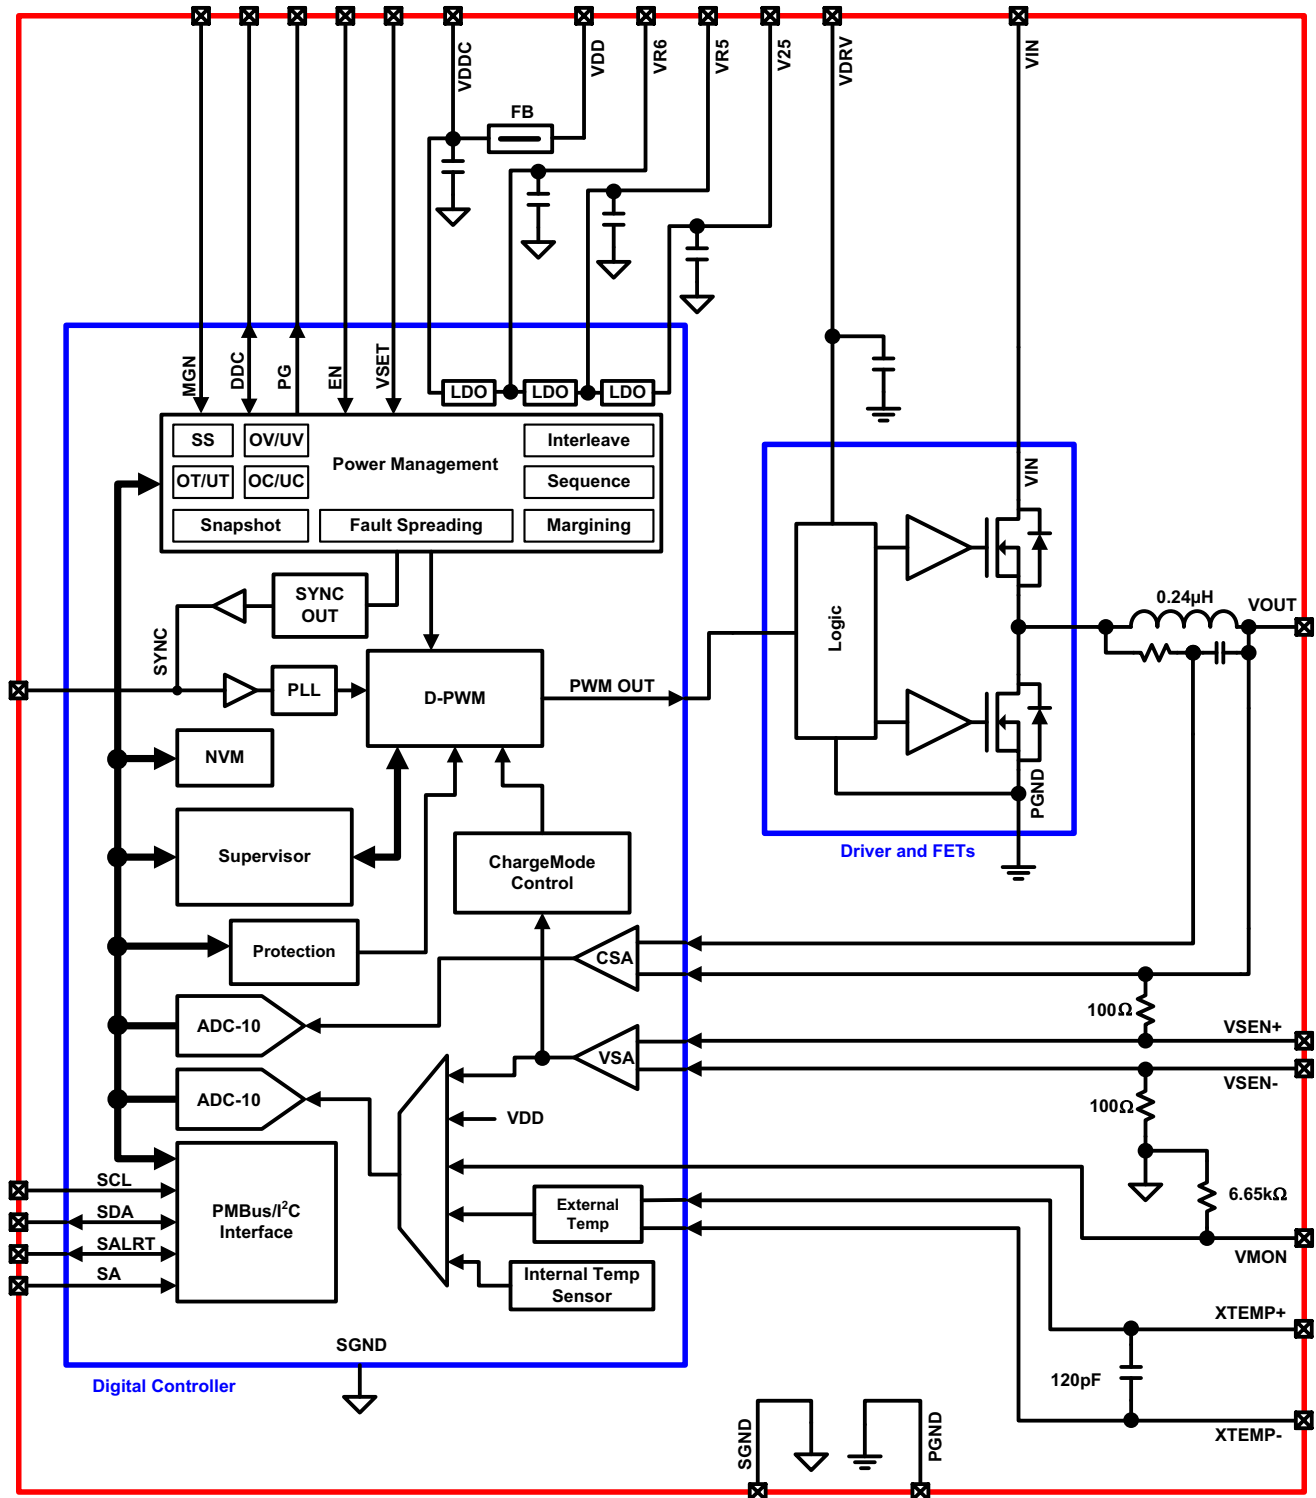 VDDC
VDD
VR6
VR5
V25
VDRV
VIN
FB
MGN
DDC
PG
EN
VSET
LDO
LDO
LDO
SS
OV/UV
OT/UT
OC/UC
Power Management
Interleave
Sequence
Snapshot
Fault Spreading
Margining
VIN
SYNC
OUT
SYNC
PLL
D-PWM
PWM OUT
Logic
0.24µH
VOUT
NVM
Supervisor
ChargeMode
Control
PGND
Driver and FETs
Protection
CSA
ADC-10
100Ω
VSEN+
VSA
VSEN-
ADC-10
VDD
100Ω
SCL
SDA
SALRT
SA
PMBus/I²C
Interface
External
Temp
6.65kΩ
VMON
Internal Temp
Sensor
XTEMP+
SGND
120pF
Digital Controller
XTEMP-
SGND
PGND